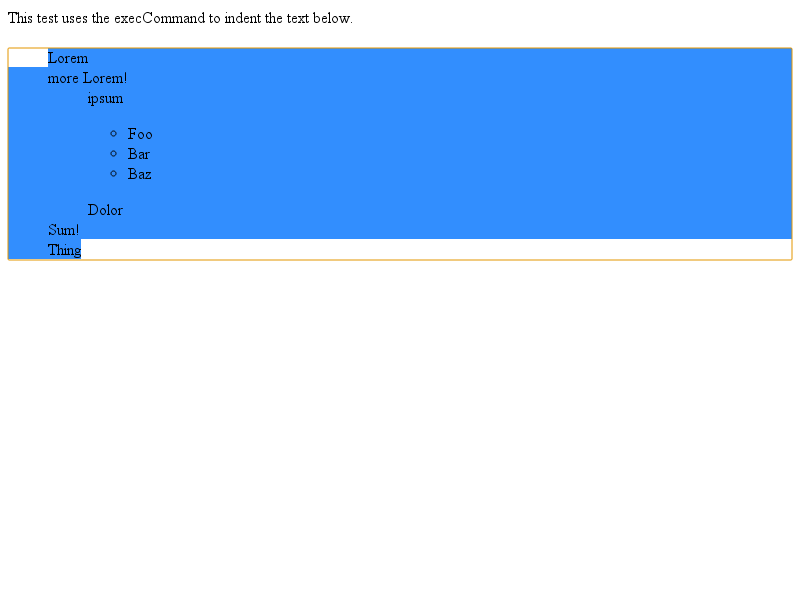 This test uses the execCommand to indent the text below.
Lorem
more Lorem!
ipsum
Foo
Bar
Baz
Dolor
Sum!
Thing